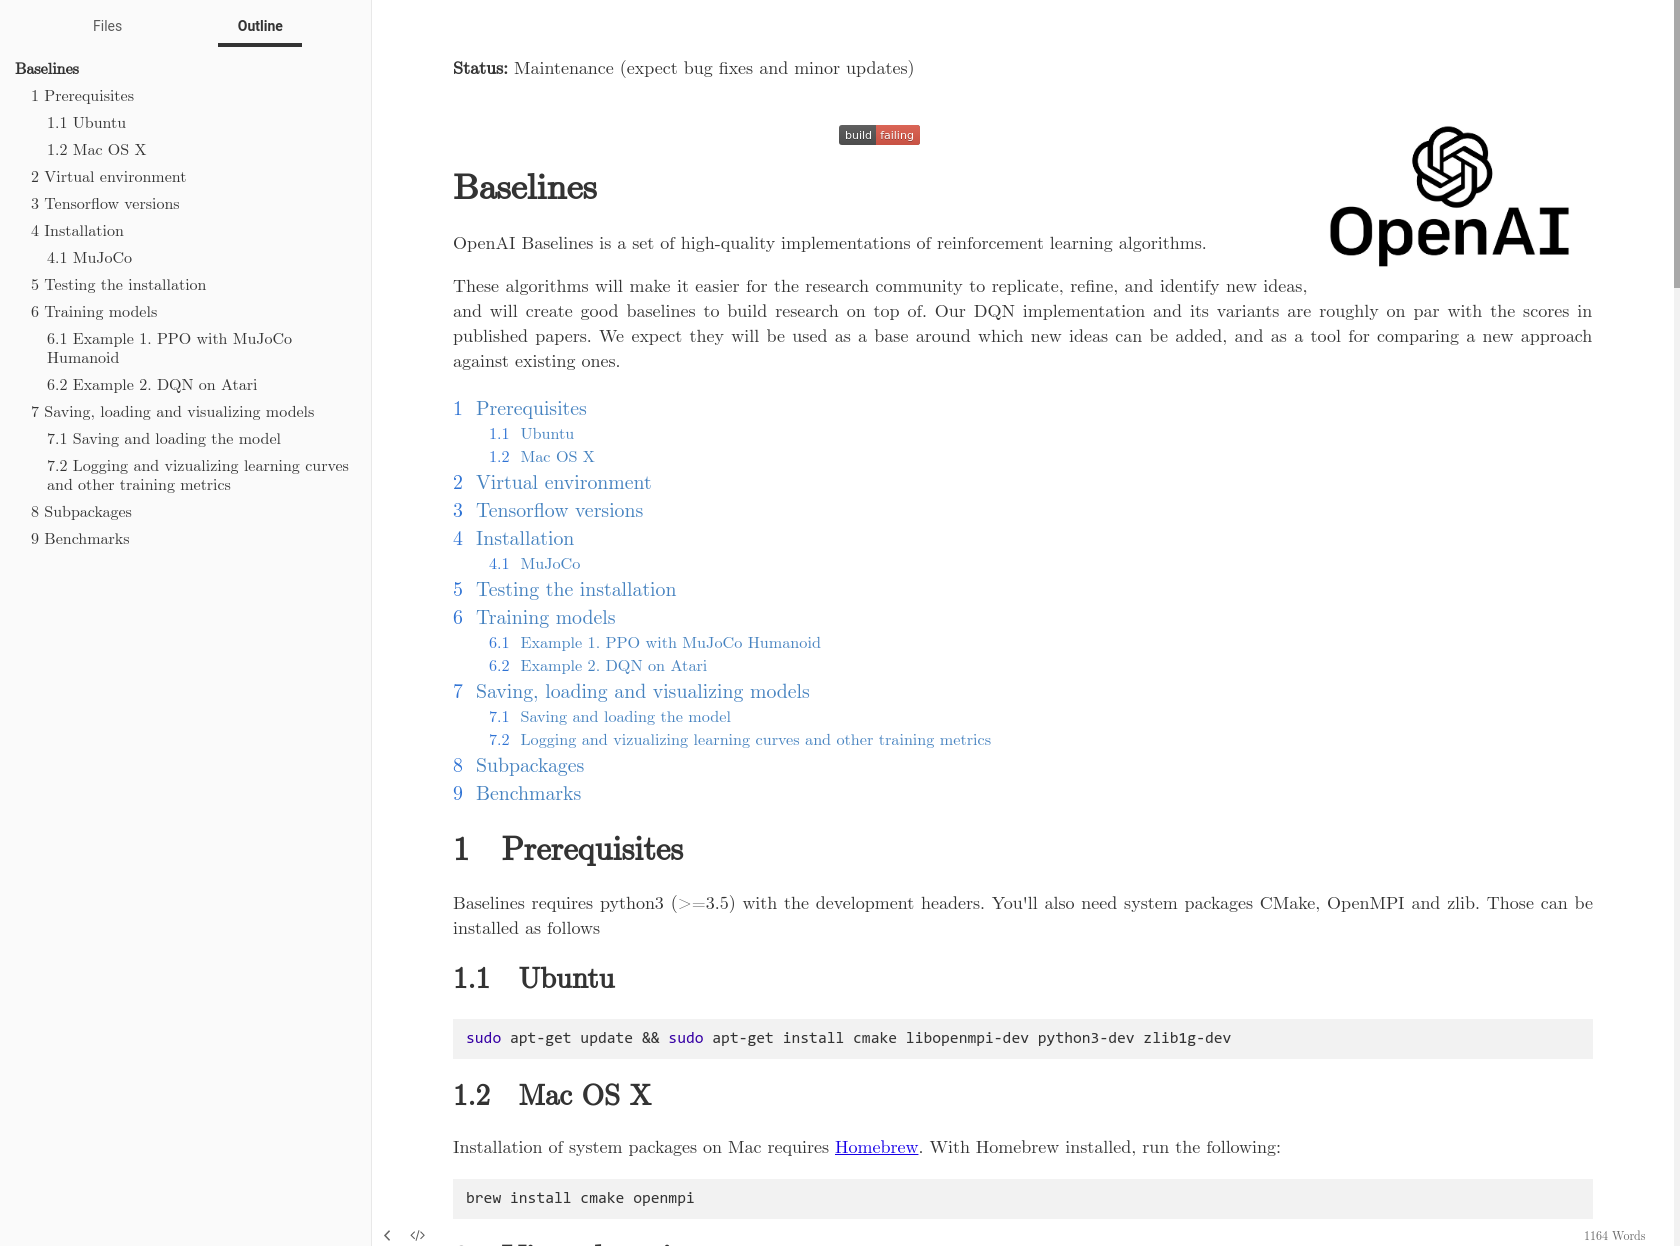 Files
Outline
Baselines
1 Prerequisites
1.1 Ubuntu
1.2 Mac OS X
2 Virtual environment
3 Tensorflow versions
4 Installation
4.1 MuJoCo
5 Testing the installation
6 Training models
6.1 Example 1. PPO with MuJoCo
Humanoid
6.2 Example 2. DQN on Atari
7 Saving, loading and visualizing models
7.1 Saving and loading the model
7.2 Logging and vizualizing learning curves
and other training metrics
8 Subpackages
9 Benchmarks
Status: Maintenance (expect bug fixes and minor updates)
build failing
OpenAI
Baselines
OpenAI Baselines is a set of high-quality implementations of reinforcement learning algorithms.
These algorithms will make it easier for the research community to replicate, refine, and identify new ideas,
and will create good baselines to build research on top of. Our DQN implementation and its variants are roughly on par with the scores in
published papers. We expect they will be used as a base around which new ideas can be added, and as a tool for comparing a new approach
against existing ones.
1 Prerequisites
1.1 Ubuntu
1.2 Mac OS X
2 Virtual environment
3 Tensorflow versions
4 Installation
4.1 MuJoCo
5 Testing the installation
6 Training models
6.1 Example 1. PPO with MuJoCo Humanoid
6.2 Example 2. DQN on Atari
7 Saving, loading and visualizing models
7.1 Saving and loading the model
7.2 Logging and vizualizing learning curves and other training metrics
8 Subpackages
9 Benchmarks
1 Prerequisites
Baselines requires python3 (>=3.5) with the development headers. You'll also need system packages CMake, OpenMPI and zlib. Those can be
installed as follows
1.1 Ubuntu
sudo apt-get update && sudo apt-get install cmake libopenmpi-dev python3-dev zlib1g-dev
1.2 Mac OS X
Installation of system packages on Mac requires Homebrew. With Homebrew installed, run the following:
brew install cmake openmpi
1164 Words